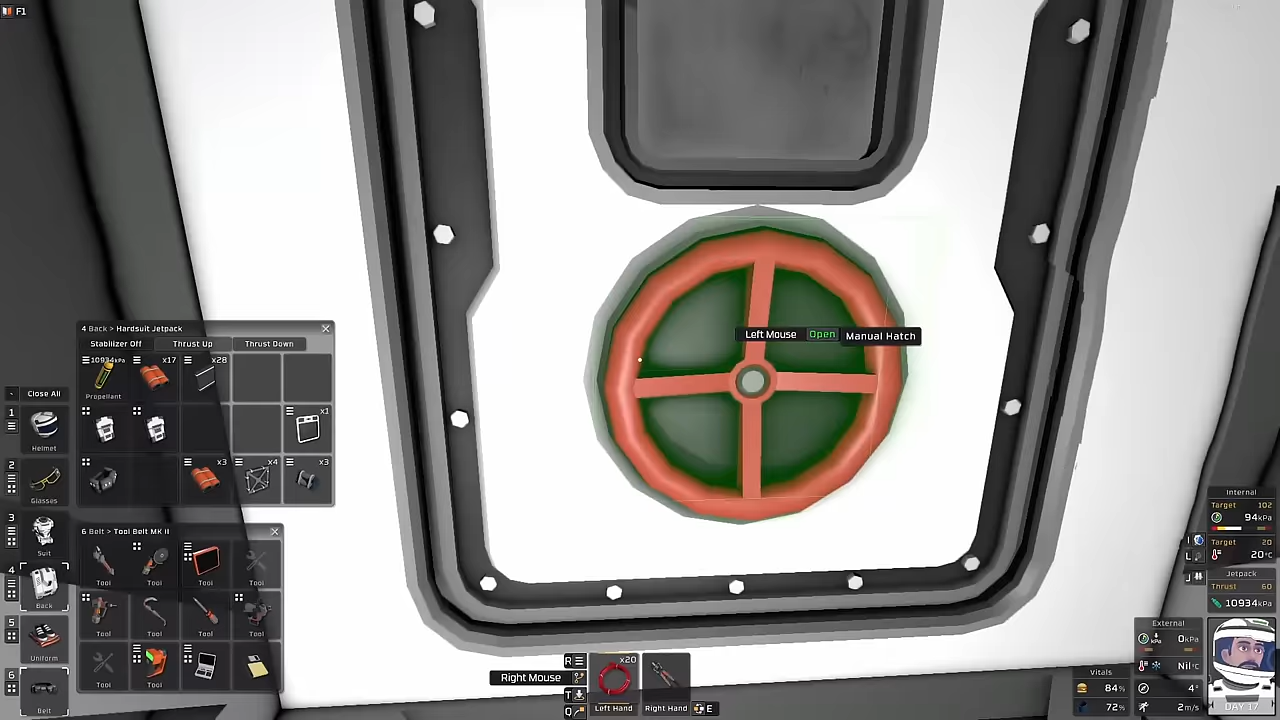 F1
Left Mouse Open Manual Hatch
4 Back > Hardsuit Jetpack
Stabilizer Off Thrust Up Thrust Down
10934kPa x17 x28
Propellant
x1
x3 x4 x3
Close All
1
Helmet
2
Glasses
3
Suit
4
Back
5
Uniform
6
Belt
6 Belt > Tool Belt MK II
Tool Tool Tool Tool
Tool Tool Tool Tool
Tool Tool
Right Mouse
R
T
Q
x20
Left Hand
Right Hand
E
Internal
Target 102
94kPa
Target 20
20°C
I
L
J
Jetpack
Thrust 60
10934kPa
External
kPa
0kPa
Nil°C
4°
2m/s
Vitals
84%
72%
DAY 17